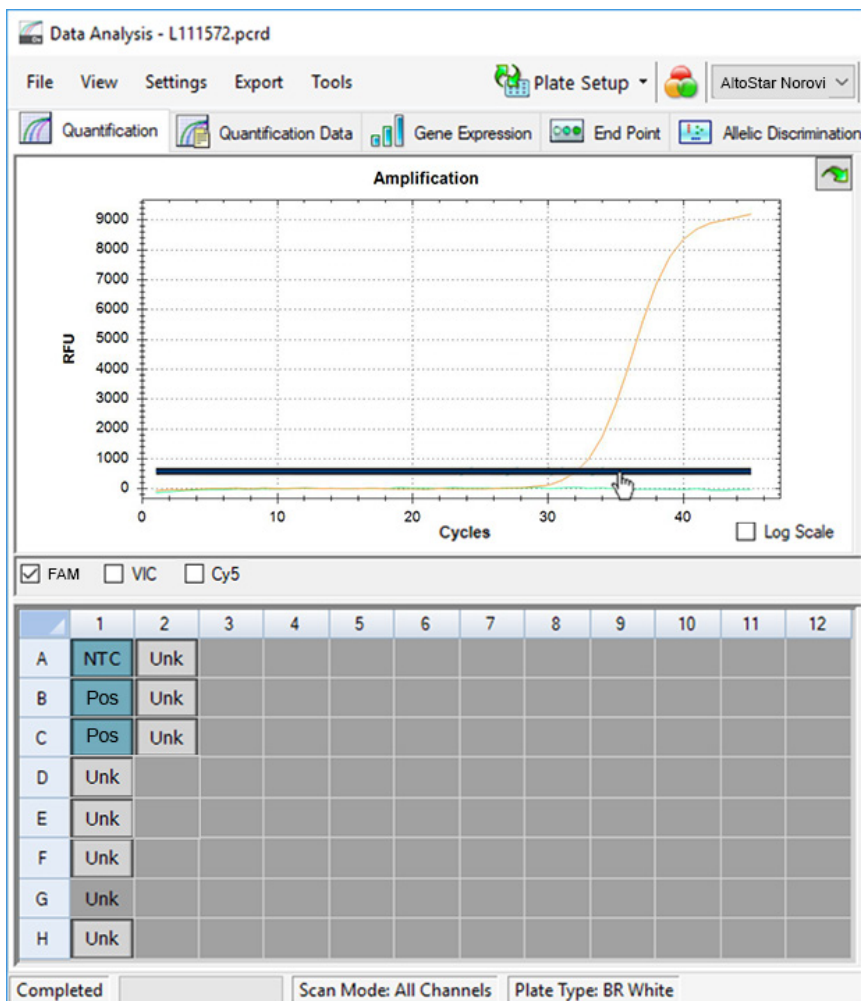 Data Analysis - L111572.pcrd
File View Settings Export Tools Plate Setup AltoStar Norovi
Quantification Quantification Data Gene Expression End Point Allelic Discrimination
Amplification
9000
8000
7000
6000
5000
4000
3000
2000
1000
0
RFU
0 10 20 30 40
Cycles
Log Scale
FAM VIC Cy5
1 2 3 4 5 6 7 8 9 10 11 12
A NTC Unk
B Pos Unk
C Pos Unk
D Unk
E Unk
F Unk
G Unk
H Unk
Completed Scan Mode: All Channels Plate Type: BR White